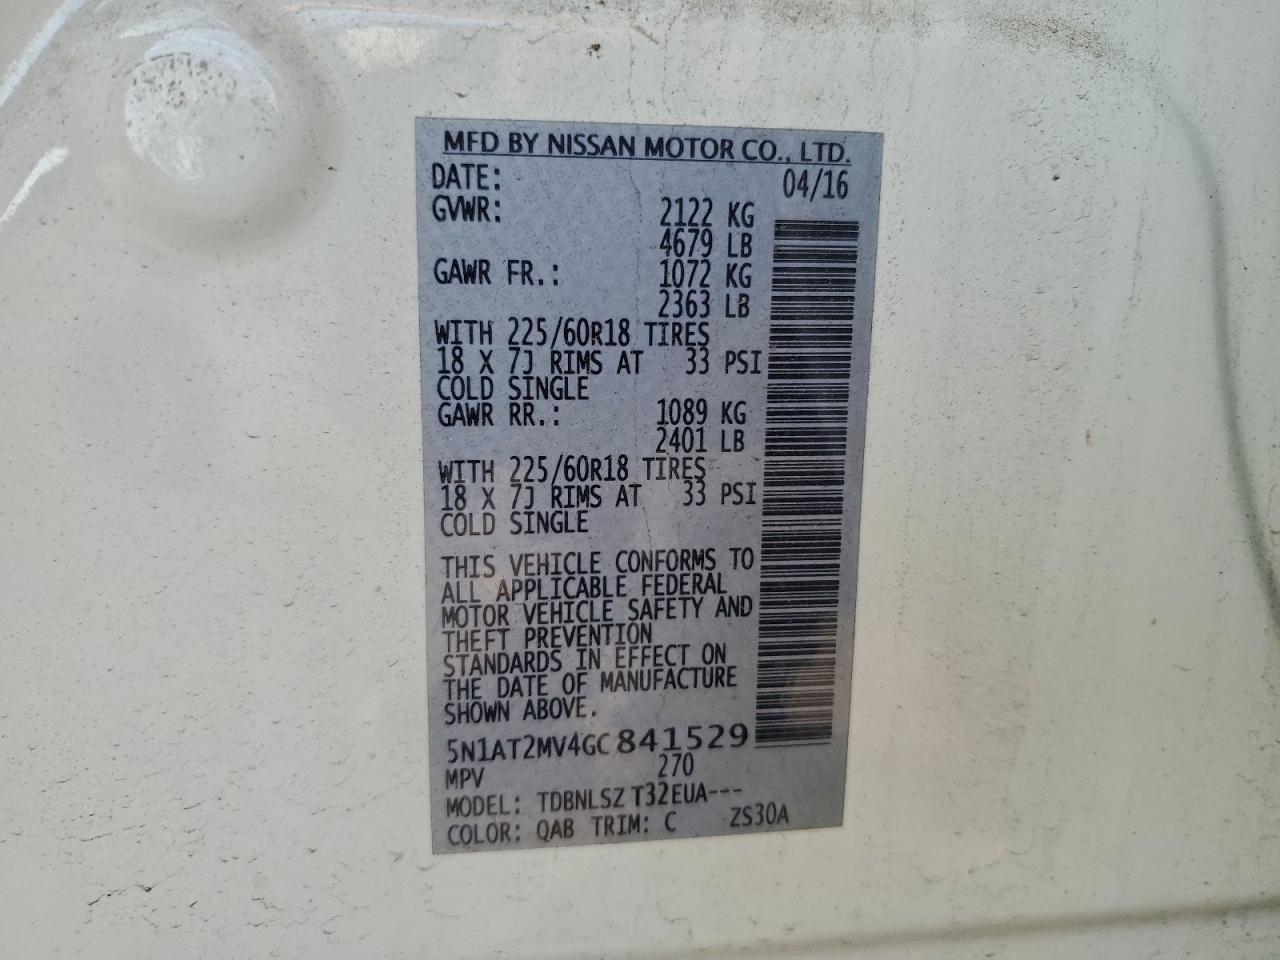 MFD BY NISSAN MOTOR CO., LTD.
DATE: 04/16
GVWR: 2122 KG
4679 LB
GAWR FR.: 1072 KG
2363 LB
WITH 225/60R18 TIRES
18 X 7J RIMS AT 33 PSI
COLD SINGLE
GAWR RR.: 1089 KG
2401 LB
WITH 225/60R18 TIRES
18 X 7J RIMS AT 33 PSI
COLD SINGLE
THIS VEHICLE CONFORMS TO
ALL APPLICABLE FEDERAL
MOTOR VEHICLE SAFETY AND
THEFT PREVENTION
STANDARDS IN EFFECT ON
THE DATE OF MANUFACTURE
SHOWN ABOVE.
5N1AT2MV4GC841529
MPV 270
MODEL: TDBNLSZ T32EUA---
COLOR: QAB TRIM: C ZS30A